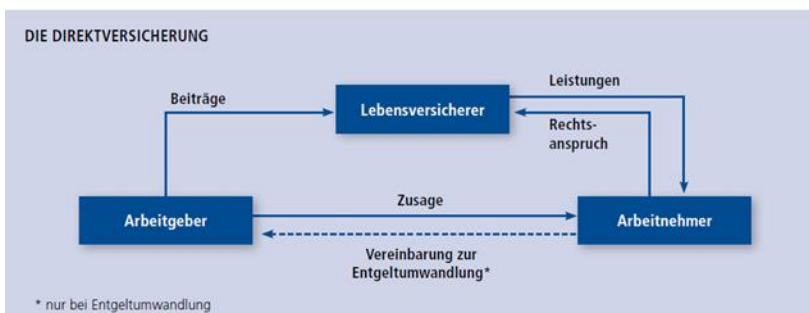 DIE DIREKTVERSICHERUNG
Leistungen
Beiträge
Lebensversicherer
Rechts-
anspruch
Zusage
Arbeitgeber
Arbeitnehmer
Vereinbarung zur
Entgeltumwandlung*
* nur bei Entgeltumwandlung